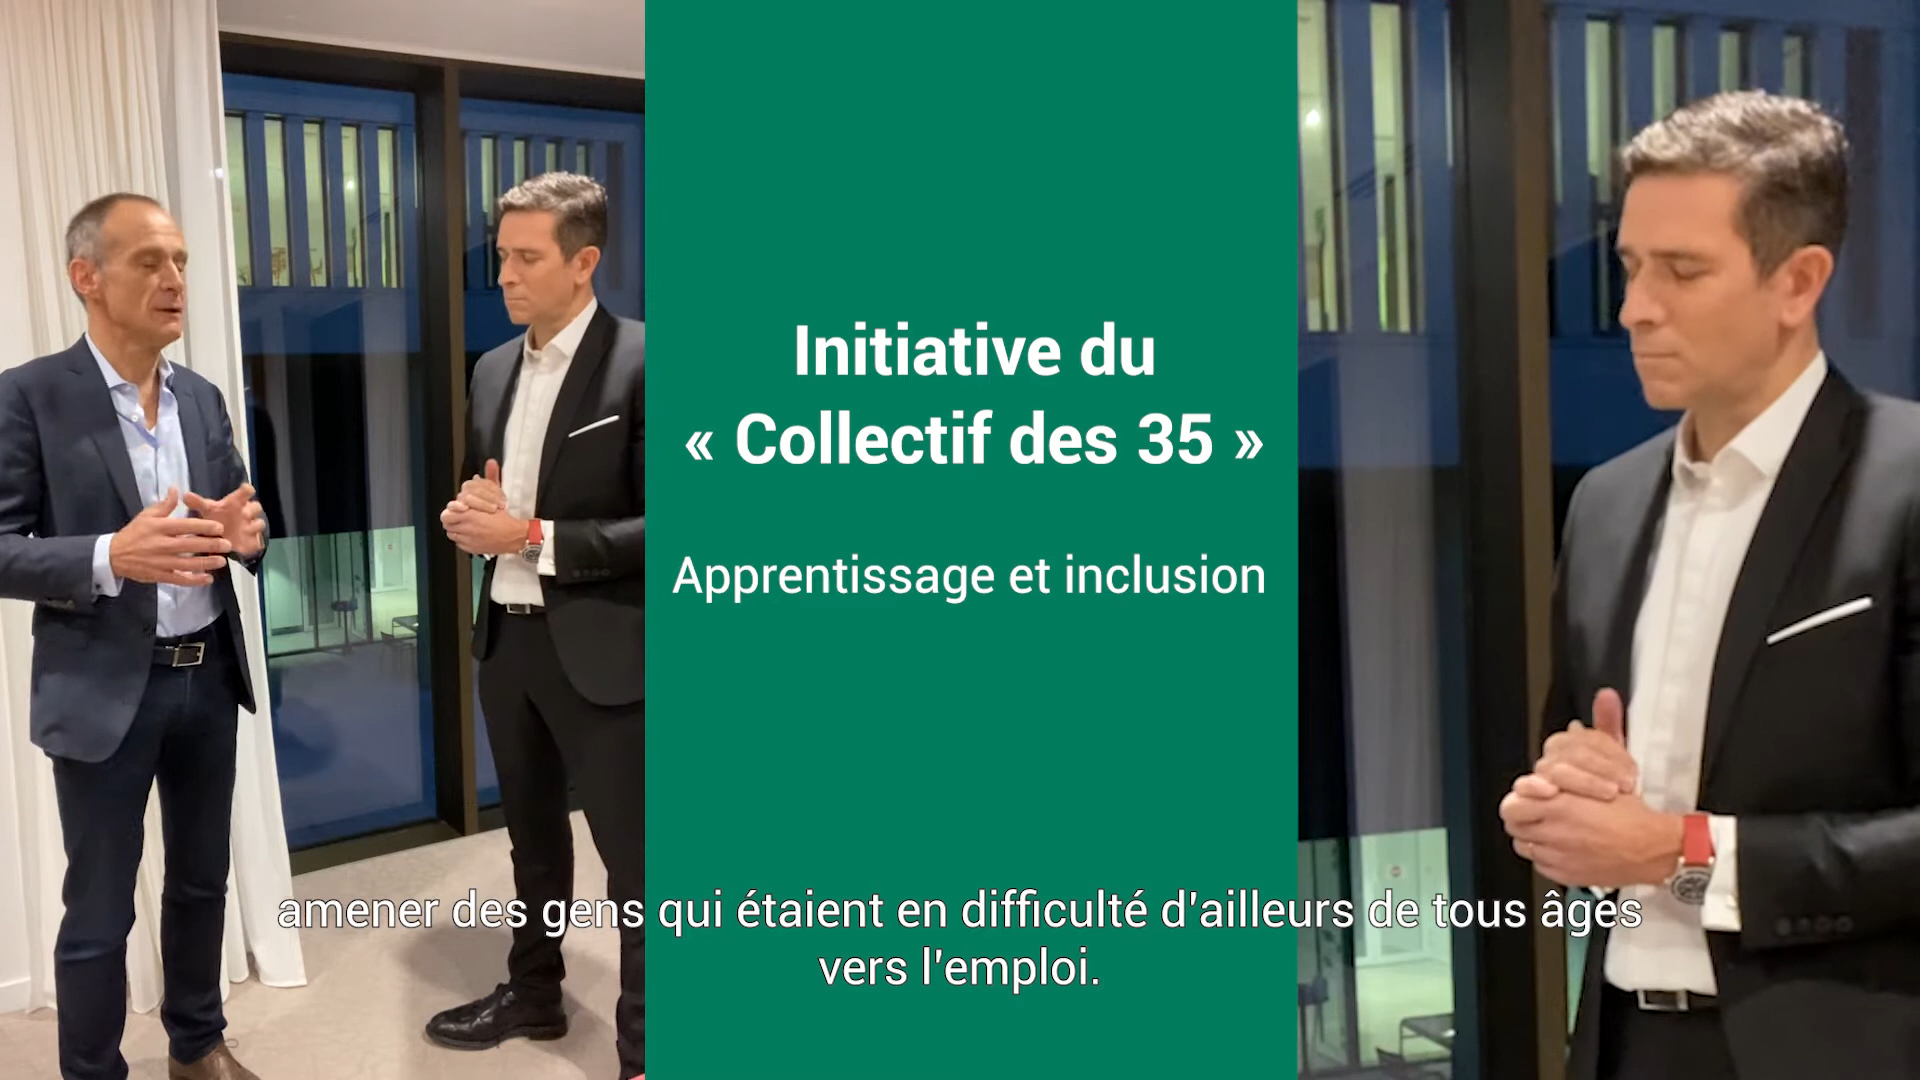 Initiative du
« Collectif des 35 »
Apprentissage et inclusion
amener des gens qui étaient en difficulté d'ailleurs de tous âges
vers l'emploi.